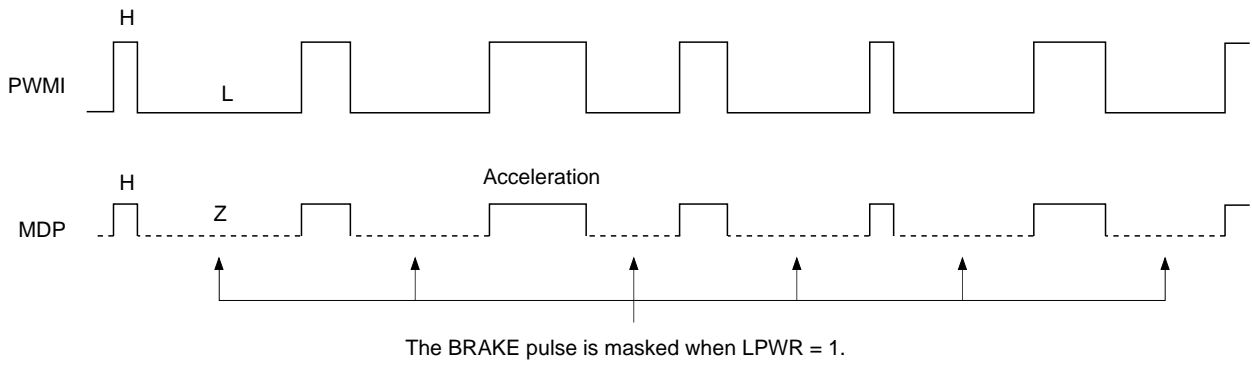 H
PWMI
L
Acceleration
H
Z
MDP
The BRAKE pulse is masked when LPWR = 1.